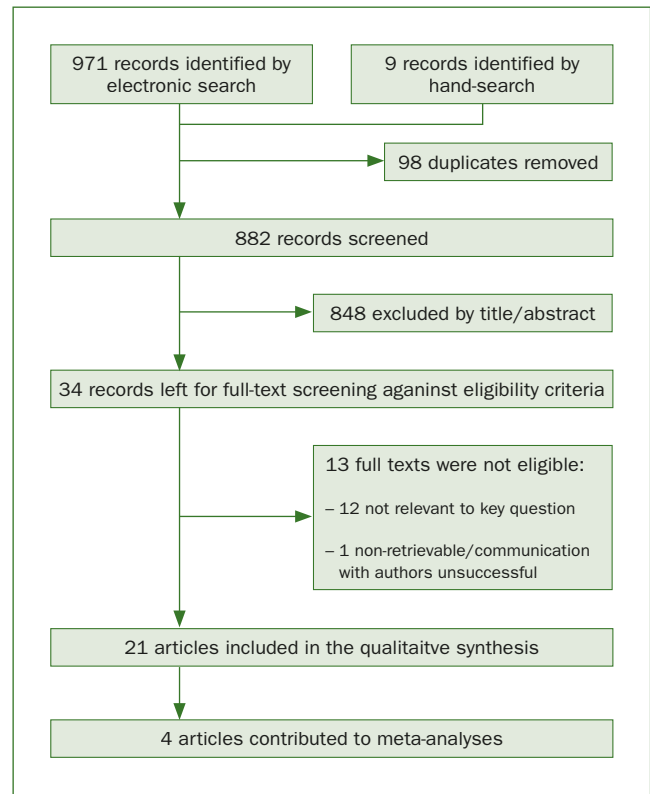 971 records identified by
electronic search
9 records identified by
hand-search
98 duplicates removed
882 records screened
848 excluded by title/abstract
34 records left for full-text screening aganinst eligibility criteria
13 full texts were not eligible:
– 12 not relevant to key question
– 1 non-retrievable/communication
with authors unsuccessful
21 articles included in the qualitaitve synthesis
4 articles contributed to meta-analyses